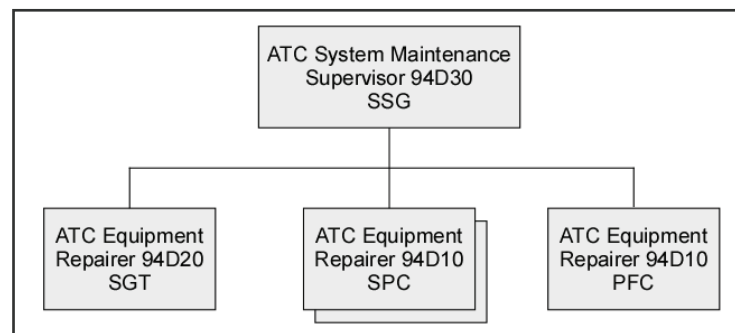 ATC System Maintenance
Supervisor 94D30
SSG
ATC Equipment
Repairer 94D20
SGT
ATC Equipment
Repairer 94D10
SPC
ATC Equipment
Repairer 94D10
PFC